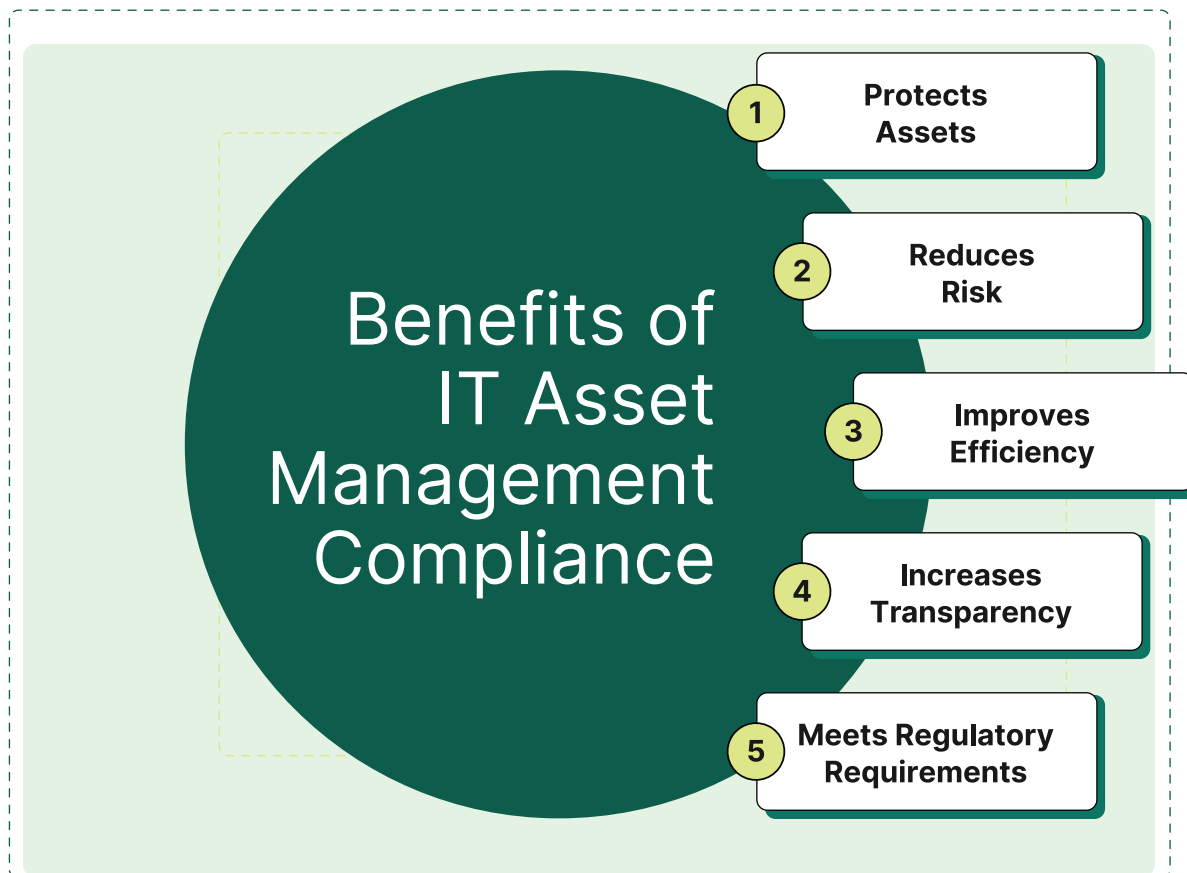 Benefits of
IT Asset
Management
Compliance
1
Protects
Assets
2
Reduces
Risk
3
Improves
Efficiency
4
Increases
Transparency
5
Meets Regulatory
Requirements